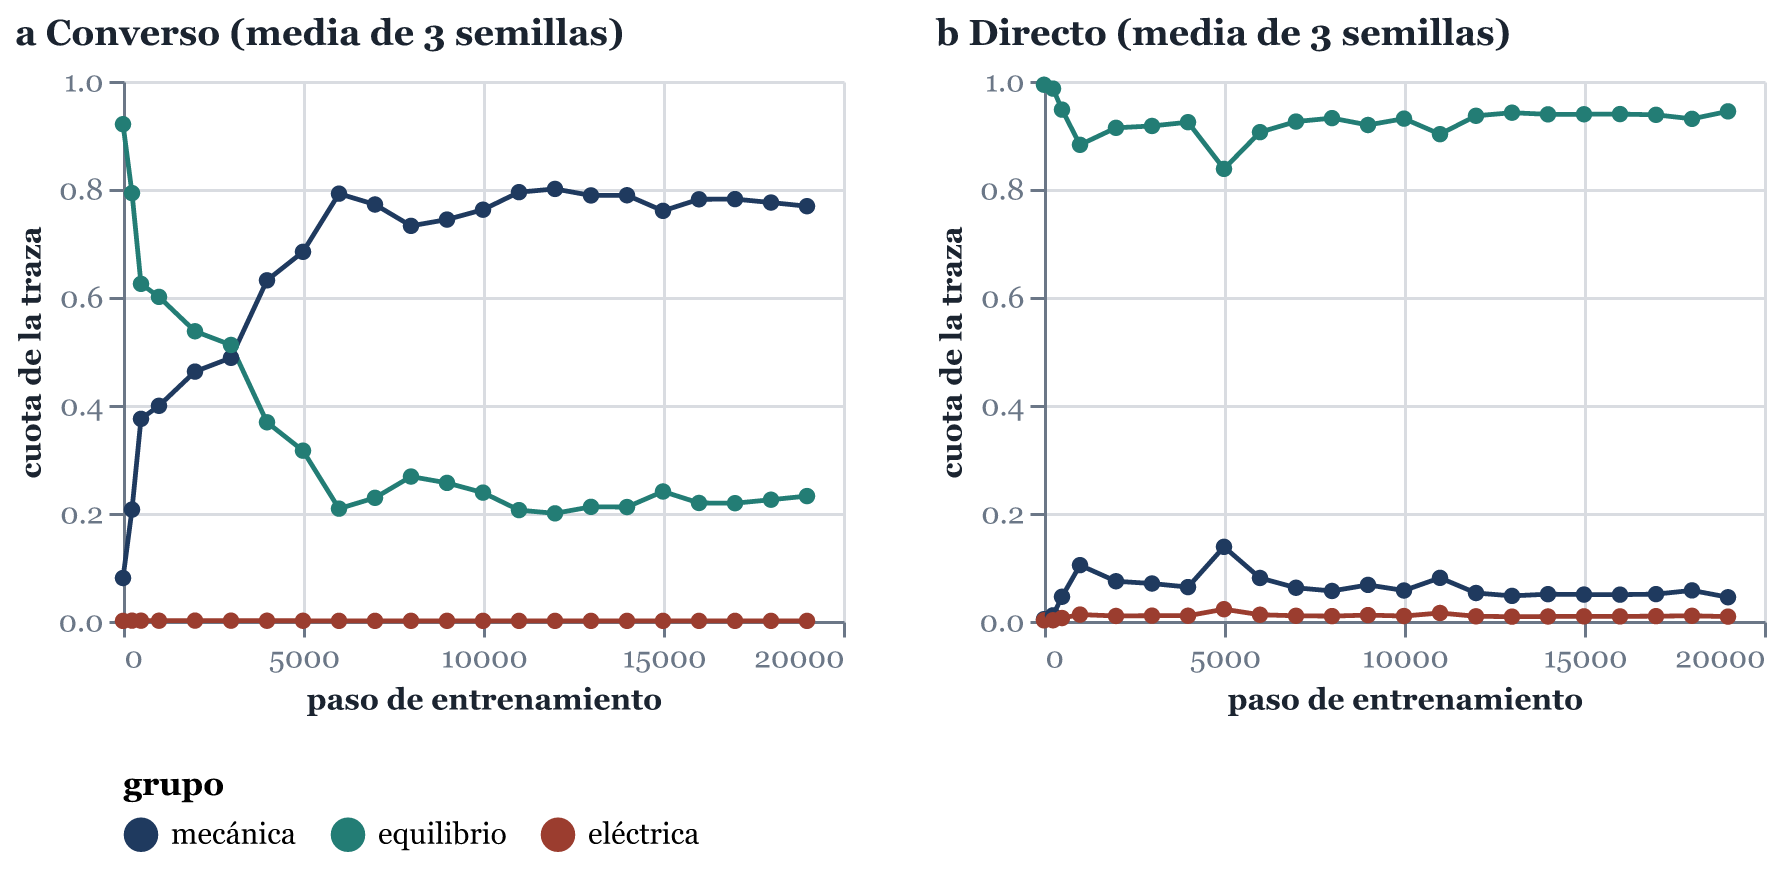 a Converso (media de 3 semillas)
cuota de la traza
1.0
0.8
0.6
0.4
0.2
0.0
0 5000 10000 15000 20000
paso de entrenamiento
b Directo (media de 3 semillas)
cuota de la traza
1.0
0.8
0.6
0.4
0.2
0.0
0 5000 10000 15000 20000
paso de entrenamiento
grupo
mecánica equilibrio eléctrica